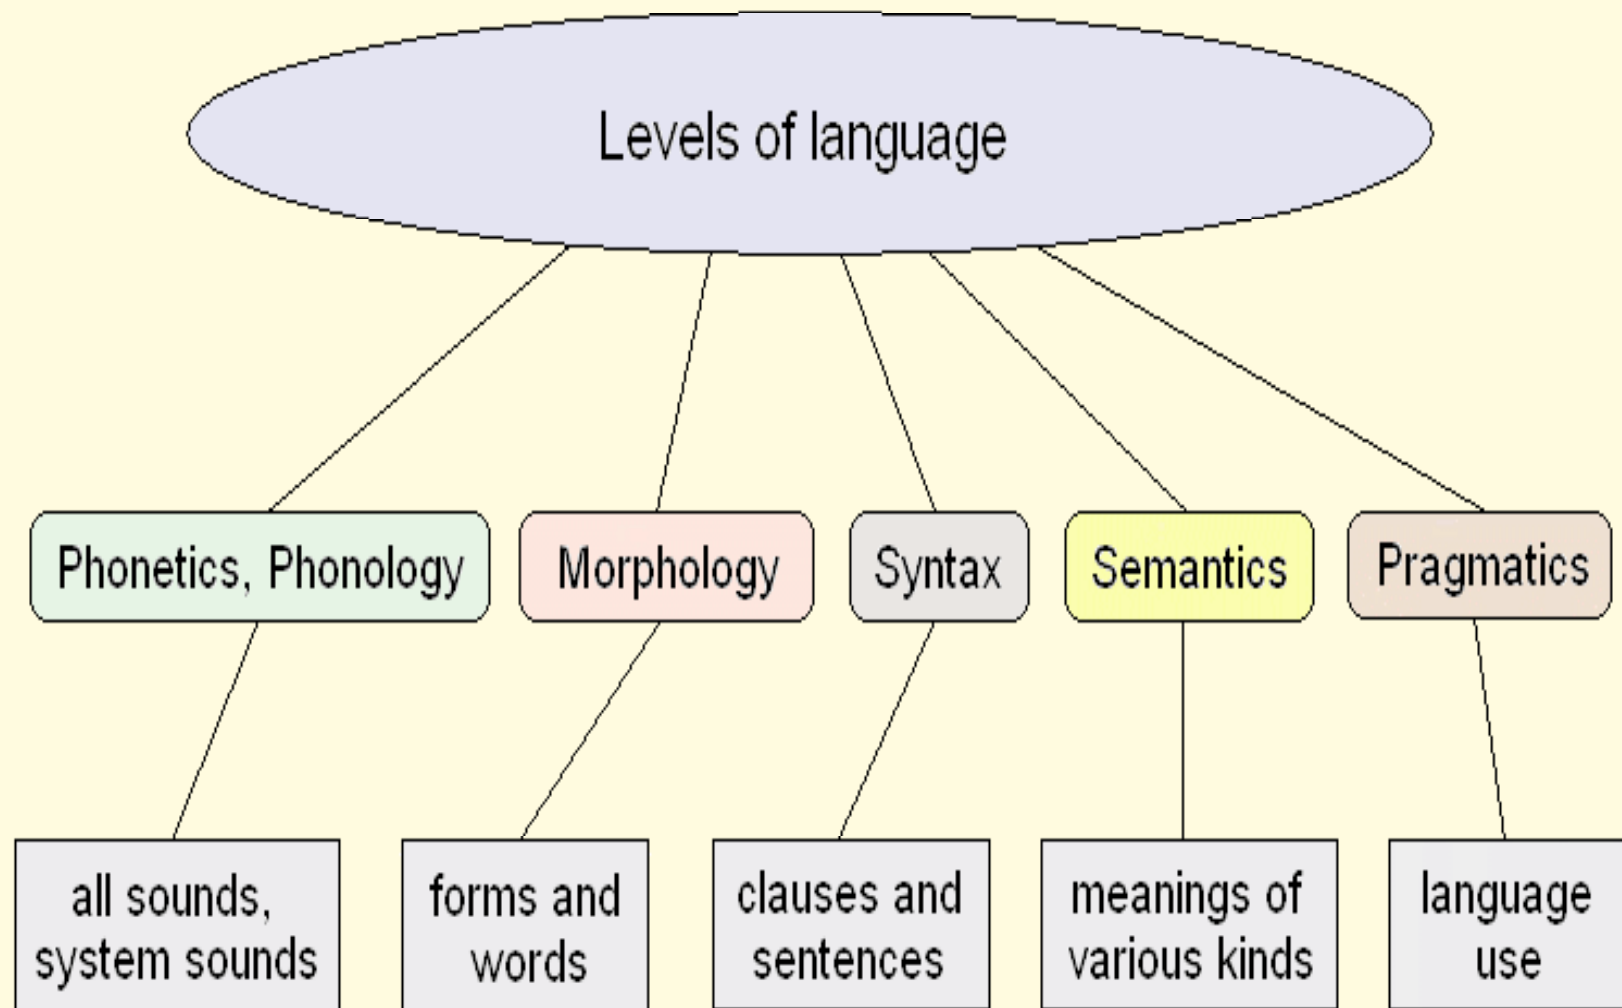 Levels of language
Phonetics, Phonology
Morphology
Syntax
Semantics
Pragmatics
all sounds,
system sounds
forms and
words
clauses and
sentences
meanings of
various kinds
language
use